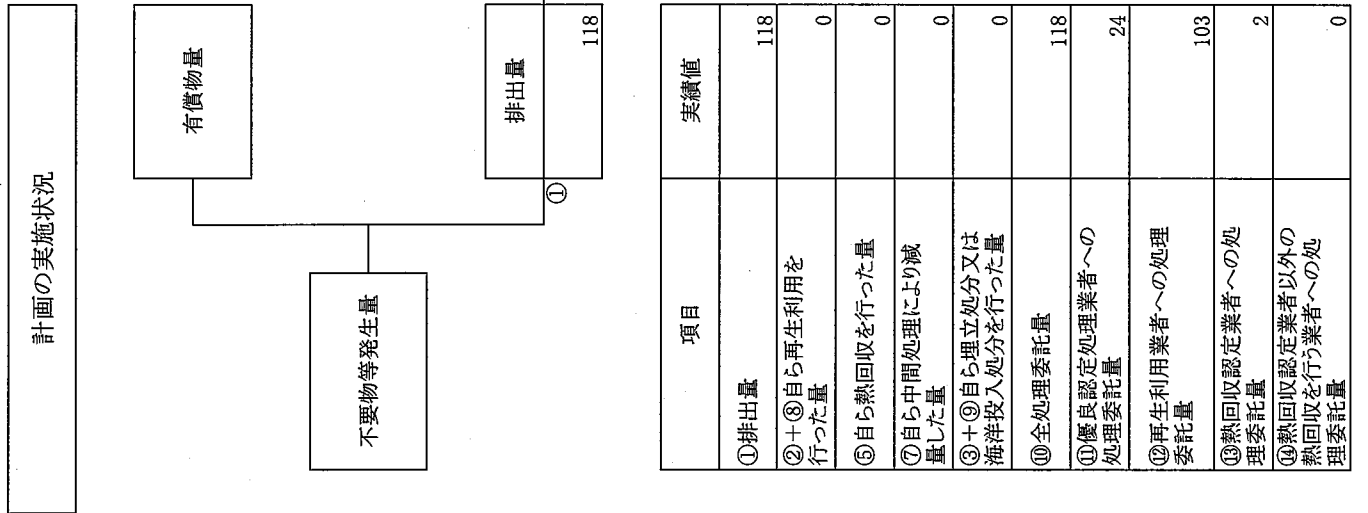 計画の実施状況
有償物量
不要物等発生量
排出量
①
118
項目
実績値
①排出量
118
②＋⑧自ら再生利用を
行った量
0
⑤自ら熱回収を行った量
0
⑦自ら中間処理により減
量した量
0
③＋⑨自ら埋立処分又は
海洋投入処分を行った量
0
⑩全処理委託量
118
⑪優良認定処理業者への
処理委託量
24
⑫再生利用業者への処理
委託量
103
⑬熱回収認定業者への処
理委託量
2
⑭熱回収認定業者以外の
熱回収を行う業者への処
理委託量
0